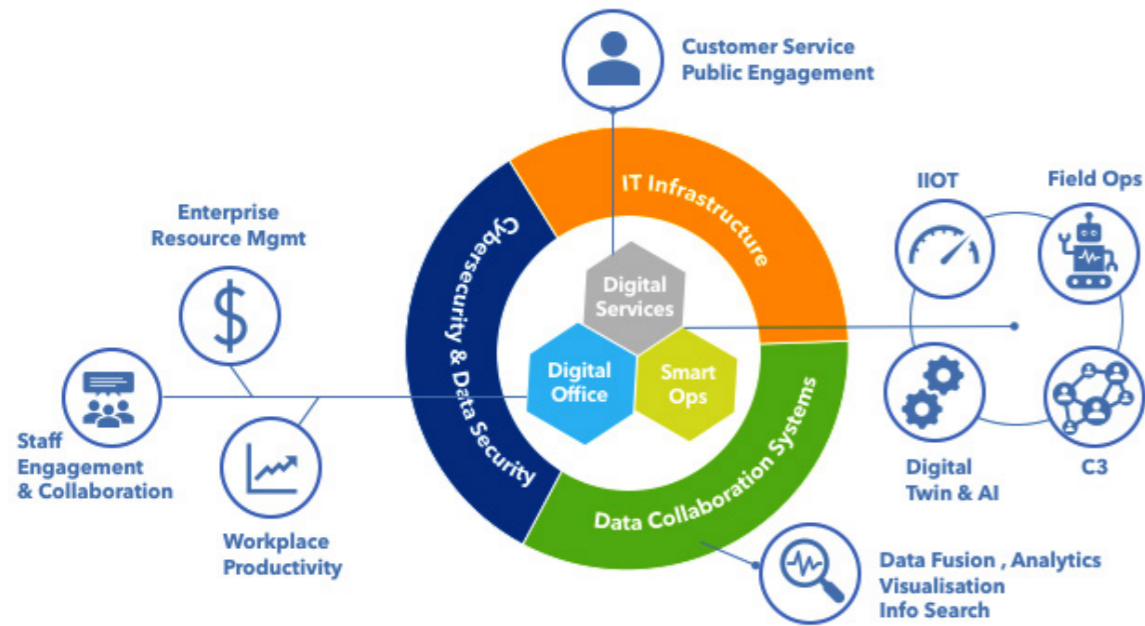 Customer Service
Public Engagement
IT Infrastructure
IIOT
Field Ops
Enterprise
Resource Mgmt
Cybersecurity & Data Security
Digital
Services
Digital
Office
Smart
Ops
Staff
Engagement
& Collaboration
Data Collaboration Systems
Digital
Twin & AI
C3
Workplace
Productivity
Data Fusion , Analytics
Visualisation
Info Search
$